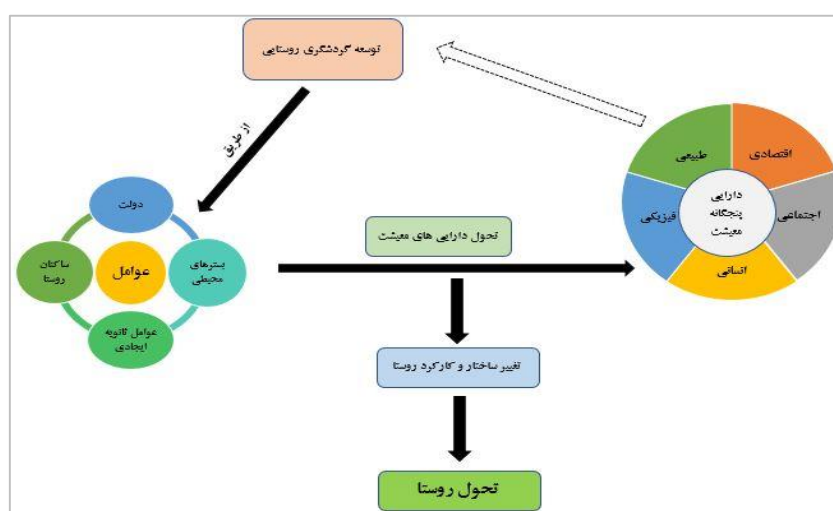 توسعه گردشگری روستایی
از طریق
طبیعی
اقتصادی
دارایی
پنجگانه
معیشت
فیزیکی
اجتماعی
انسانی
دولت
تحول دارایی های معیشت
ساکنان
روستا
عوامل
بسترهای
محیطی
عوامل ثانویه
ایجادی
تغییر ساختار و کارکرد روستا
تحول روستا